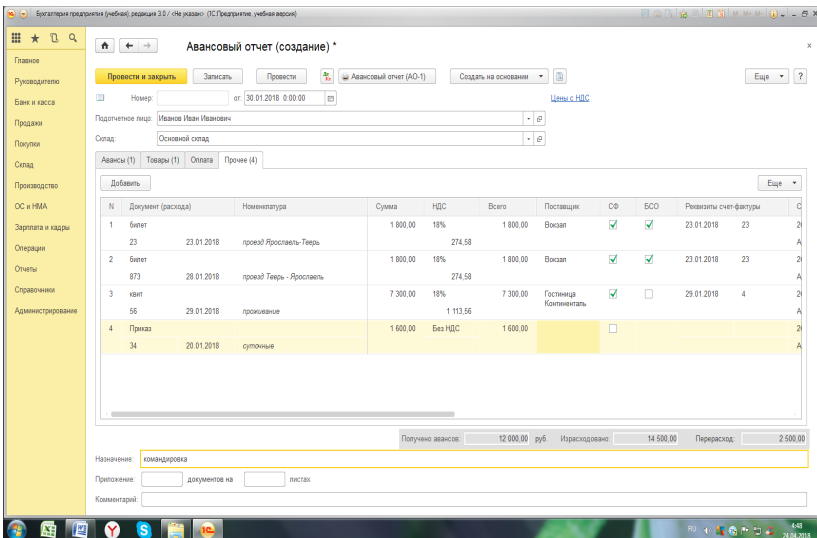 Бухгалтерия предприятия (учебная), редакция 3.0 / <Не указан> (1С:Предприятие, учебная версия)
M M+ M-
Главное
Руководителю
Банк и касса
Продажи
Покупки
Склад
Производство
ОС и НМА
Зарплата и кадры
Операции
Отчеты
Справочники
Администрирование
Авансовый отчет (создание) *
Провести и закрыть Записать Провести Дт Кт Авансовый отчет (АО-1) Создать на основании Еще ?
Номер: от: 30.01.2018 0:00:00 Цены с НДС
Подотчетное лицо: Иванов Иван Иванович
Склад: Основной склад
Авансы (1) Товары (1) Оплата Прочее (4)
Добавить Еще
N Документ (расхода) Номенклатура Сумма НДС Всего Поставщик СФ БСО Реквизиты счет-фактуры С
1 билет 1 800,00 18% 1 800,00 Вокзал 23.01.2018 23 2
23 23.01.2018 проезд Ярославль-Тверь 274,58 А
2 билет 1 800,00 18% 1 800,00 Вокзал 23.01.2018 23 2
873 28.01.2018 проезд Тверь - Ярославль 274,58 А
3 квит 7 300,00 18% 7 300,00 Гостиница Континенталь 29.01.2018 4 2
56 29.01.2018 проживание 1 113,56 А
4 Приказ 1 600,00 Без НДС 1 600,00 2
34 20.01.2018 суточные А
Получено авансов: 12 000,00 руб. Израсходовано: 14 500,00 Перерасход: 2 500,00
Назначение: командировка
Приложение: документов на листах
Комментарий:
RU 4:48
24.04.2018